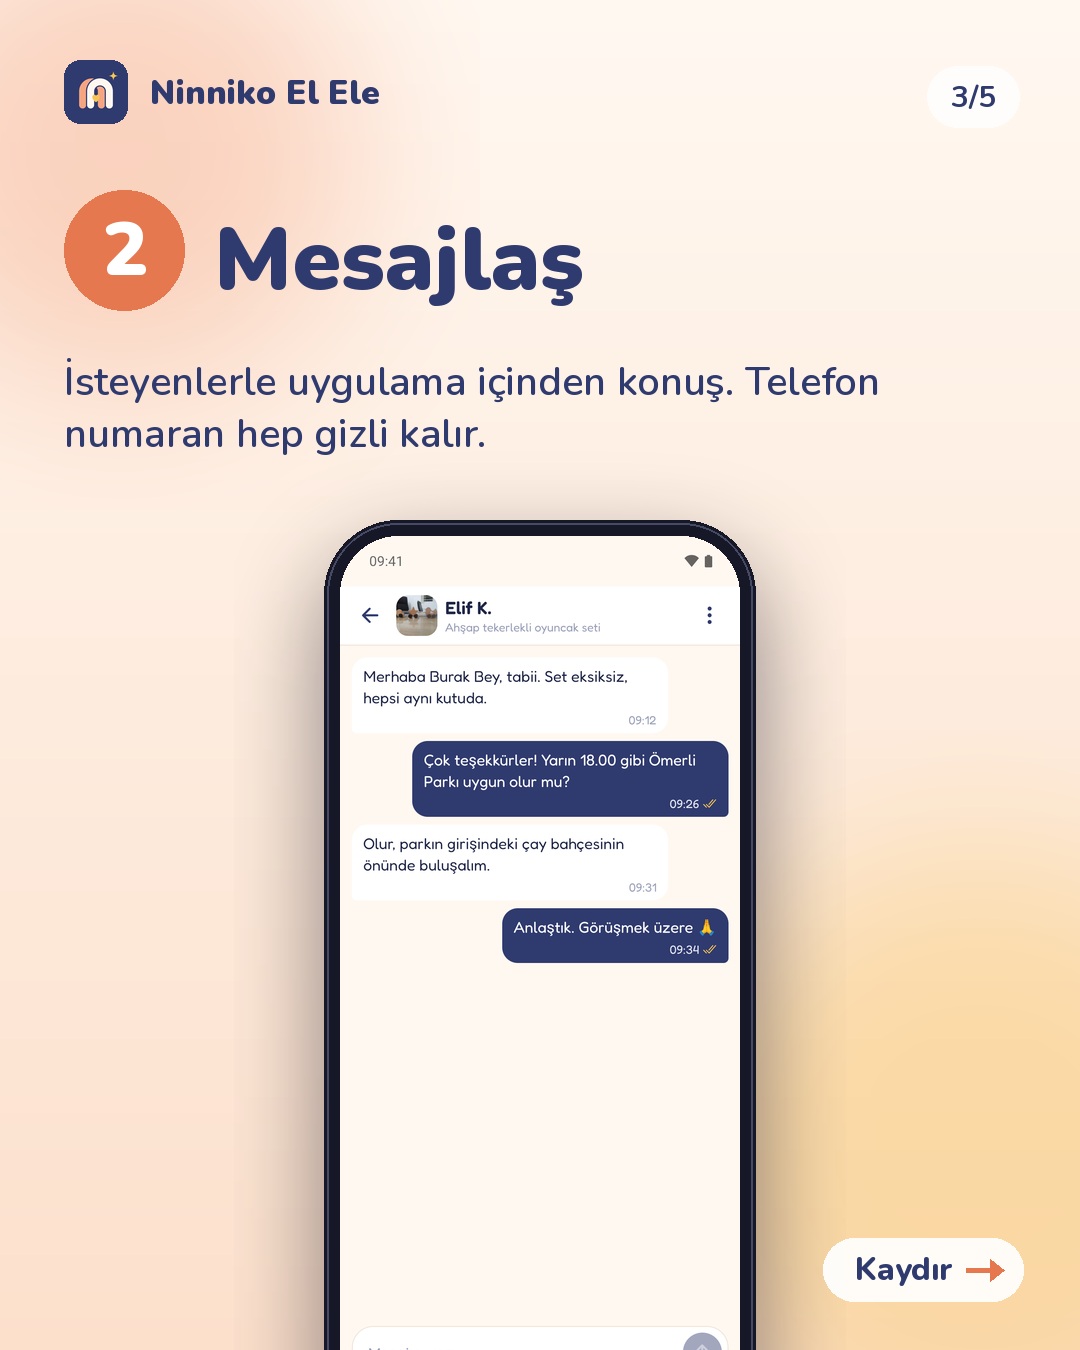 Ninniko El Ele
3/5
2 Mesajlaş
İsteyenlerle uygulama içinden konuş. Telefon
numaran hep gizli kalır.
09:41
Elif K.
Ahşap tekerlekli oyuncak seti
Merhaba Burak Bey, tabii. Set eksiksiz,
hepsi aynı kutuda.
09:12
Çok teşekkürler! Yarın 18.00 gibi Ömerli
Parkı uygun olur mu?
09:26
Olur, parkın girişindeki çay bahçesinin
önünde buluşalım.
09:31
Anlaştık. Görüşmek üzere 🙏
09:34
Kaydır